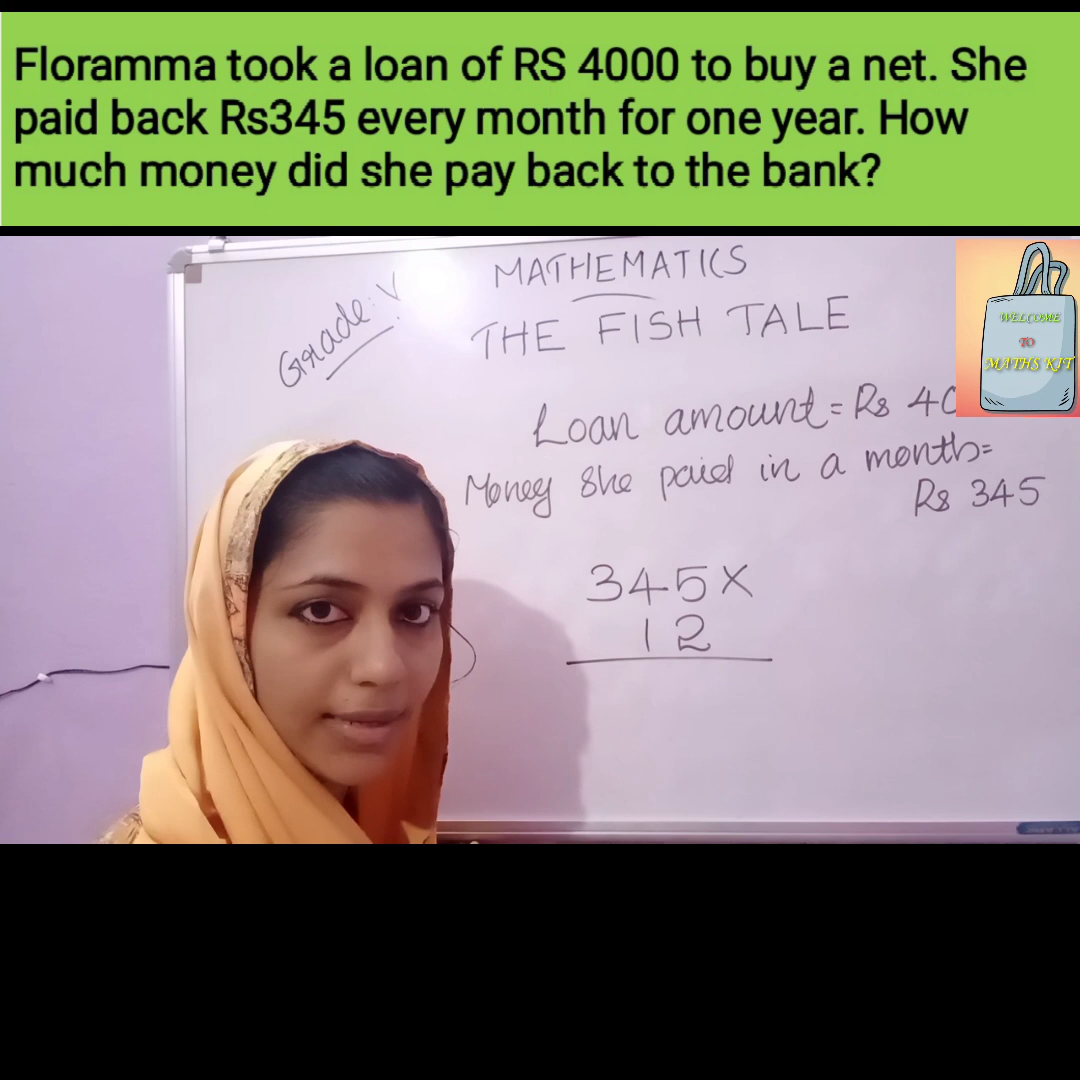 Floramma took a loan of RS 4000 to buy a net. She
paid back Rs345 every month for one year. How
much money did she pay back to the bank?
MATHEMATICS
Grade: V
THE FISH TALE
WELCOME
TO
MATHS KIT
Loan amount = Rs 40
Money she paid in a month =
Rs 345
345 X
12